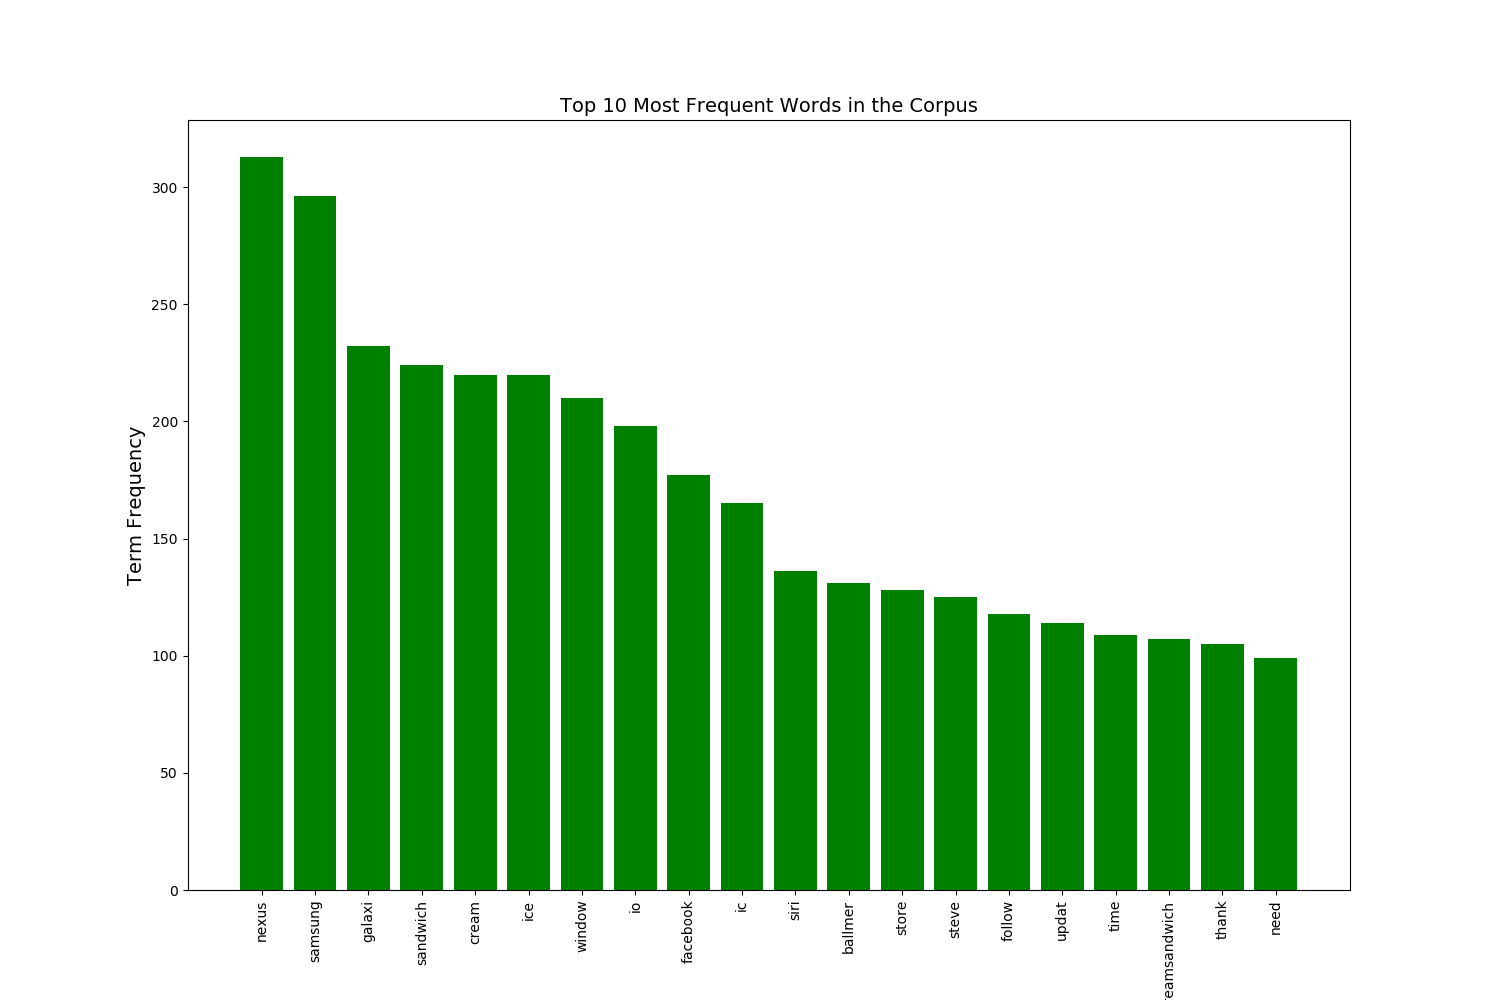 Top 10 Most Frequent Words in the Corpus
Term Frequency
300
250
200
150
100
50
0
nexus
samsung
galaxi
sandwich
cream
ice
window
io
facebook
ic
siri
ballmer
store
steve
follow
updat
time
reamsandwich
thank
need